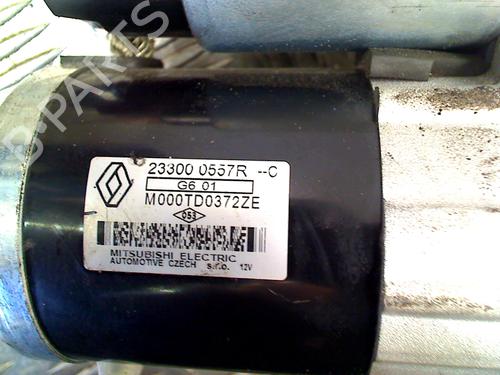 23300 0557R --C
G6 01
M000TD0372ZE
053
MITSUBISHI ELECTRIC
AUTOMOTIVE CZECH s.r.o. 12V
B-PARTS